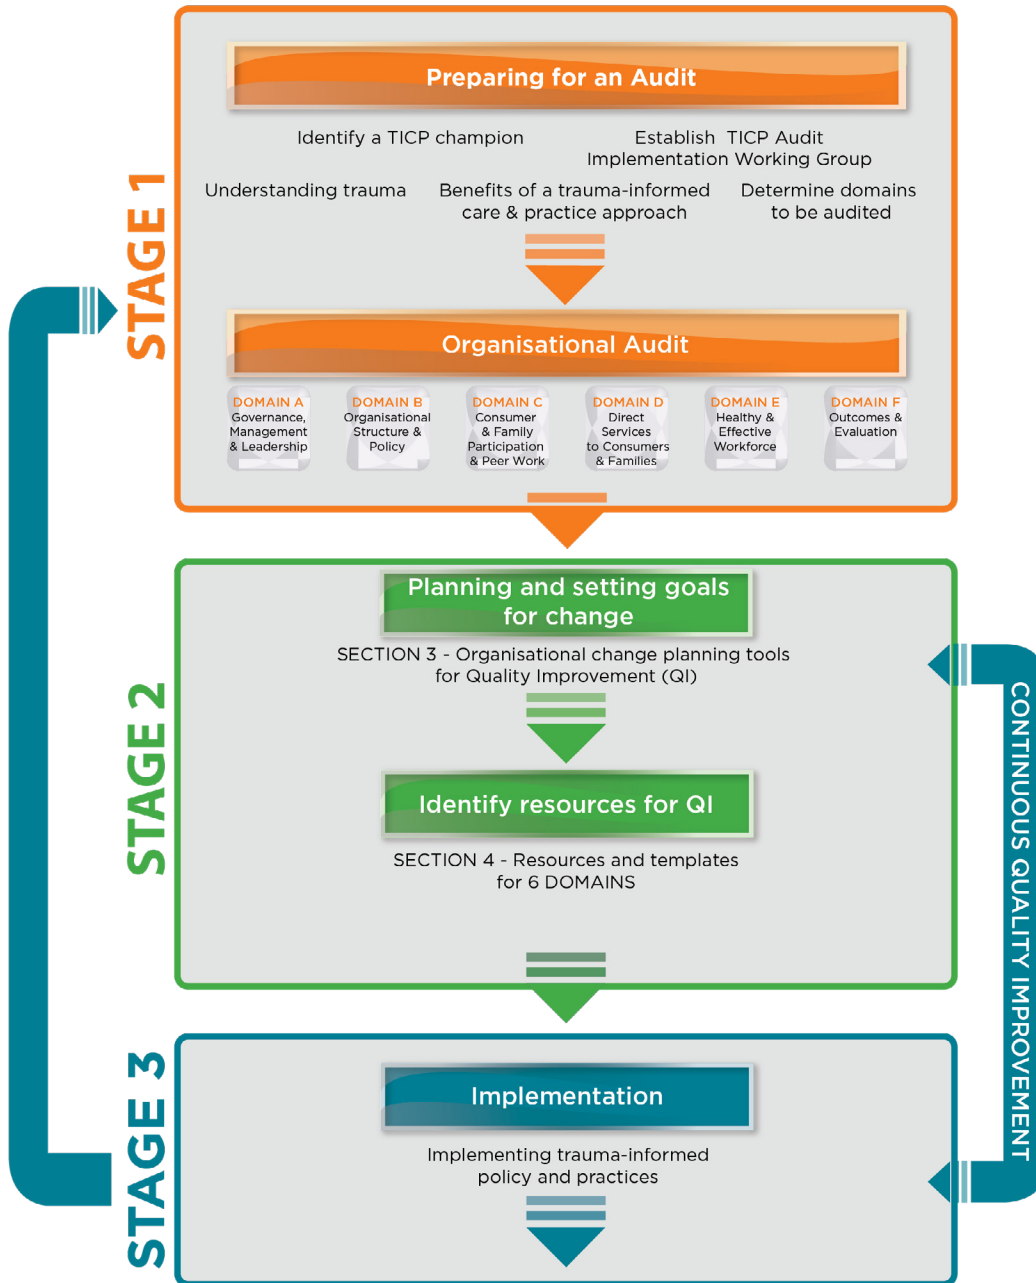 STAGE 1
Preparing for an Audit
Identify a TICP champion
Establish TICP Audit
Implementation Working Group
Understanding trauma
Benefits of a trauma-informed
care & practice approach
Determine domains
to be audited
Organisational Audit
DOMAIN A
Governance,
Management
& Leadership
DOMAIN B
Organisational
Structure &
Policy
DOMAIN C
Consumer
& Family
Participation
& Peer Work
DOMAIN D
Direct
Services
to Consumers
& Families
DOMAIN E
Healthy &
Effective
Workforce
DOMAIN F
Outcomes &
Evaluation
STAGE 2
Planning and setting goals
for change
SECTION 3 - Organisational change planning tools
for Quality Improvement (QI)
Identify resources for QI
SECTION 4 - Resources and templates
for 6 DOMAINS
CONTINUOUS QUALITY IMPROVEMENT
STAGE 3
Implementation
Implementing trauma-informed
policy and practices